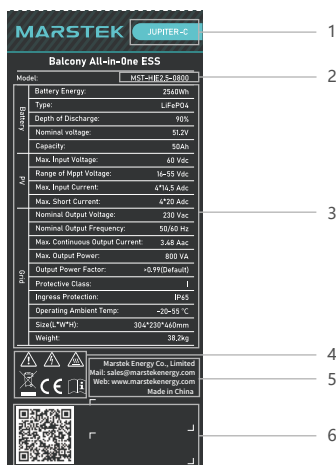 MARSTEK JUPITER-C 1
Balcony All-in-One ESS
Model: MST-HIE2,5-0800 2
Battery
Battery Energy: 2560Wh
Type: LiFePO4
Depth of Discharge: 90%
Nominal voltage: 51.2V
Capacity: 50Ah
PV
Max. Input Voltage: 60 Vdc
Range of Mppt Voltage: 16-55 Vdc
Max. Input Current: 4*14,5 Adc
Max. Short Current: 4*20 Adc
Grid
Nominal Output Voltage: 230 Vac 3
Nominal Output Frequency: 50/60 Hz
Max. Continuous Output Current: 3.48 Aac
Max. Output Power: 800 VA
Output Power Factor: >0.99(Default)
Protective Class: I
Ingress Protection: IP65
Operating Ambient Temp: -20-55 °C
Size(L*W*H): 304*230*460mm
Weight: 38,2kg
4
Marstek Energy Co., Limited
Mail: sales@marstekenergy.com
Web: www.marstekenergy.com 5
Made in China
CE
6